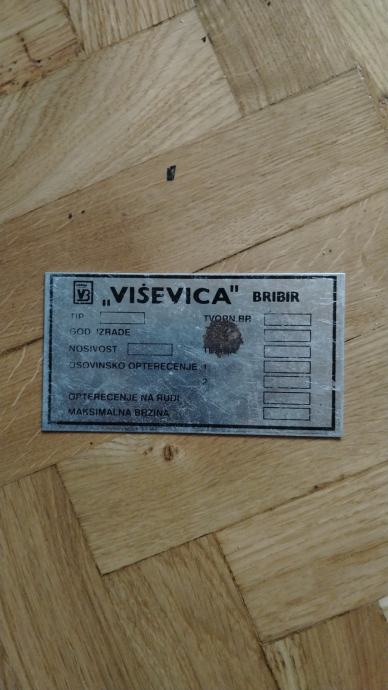 VB „VIŠEVICA" BRIBIR
TIP TVORN.BR.
GOD. IZRADE
NOSIVOST
OSOVINSKO OPTEREĆENJE 1
2
OPTEREĆENJE NA RUDI
MAKSIMALNA BRZINA